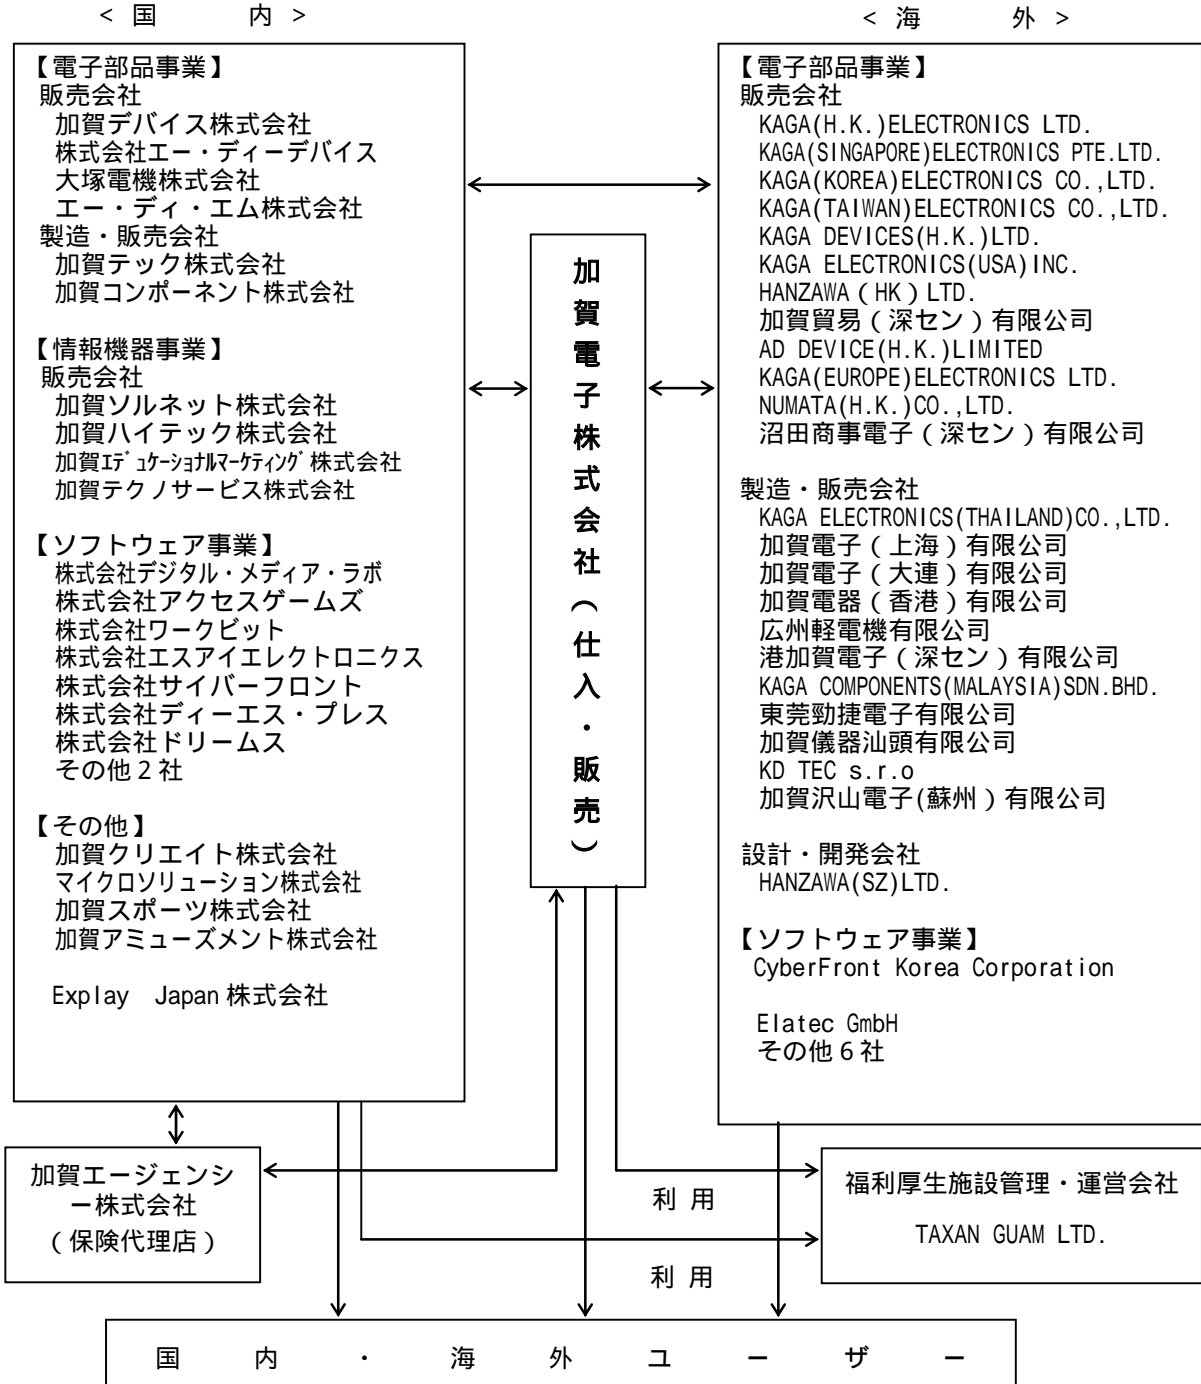 <国　内>
【電子部品事業】
販売会社
加賀デバイス株式会社
株式会社エー・ディーデバイス
大塚電機株式会社
エー・ディ・エム株式会社
製造・販売会社
加賀テック株式会社
加賀コンポーネント株式会社
【情報機器事業】
販売会社
加賀ソルネット株式会社
加賀ハイテック株式会社
加賀ｴﾃﾞｭｹｰｼｮﾅﾙﾏｰｹﾃｨﾝｸﾞ株式会社
加賀テクノサービス株式会社
【ソフトウェア事業】
株式会社デジタル・メディア・ラボ
株式会社アクセスゲームズ
株式会社ワークビット
株式会社エスアイエレクトロニクス
株式会社サイバーフロント
株式会社ディーエス・プレス
株式会社ドリームス
その他２社
【その他】
加賀クリエイト株式会社
マイクロソリューション株式会社
加賀スポーツ株式会社
加賀アミューズメント株式会社
Explay　Japan 株式会社
加賀電子株式会社（仕入・販売）
<海　外>
【電子部品事業】
販売会社
KAGA(H.K.)ELECTRONICS LTD.
KAGA(SINGAPORE)ELECTRONICS PTE.LTD.
KAGA(KOREA)ELECTRONICS CO.,LTD.
KAGA(TAIWAN)ELECTRONICS CO.,LTD.
KAGA DEVICES(H.K.)LTD.
KAGA ELECTRONICS(USA)INC.
HANZAWA（HK）LTD.
加賀貿易（深セン）有限公司
AD DEVICE(H.K.)LIMITED
KAGA(EUROPE)ELECTRONICS LTD.
NUMATA(H.K.)CO.,LTD.
沼田商事電子（深セン）有限公司
製造・販売会社
KAGA ELECTRONICS(THAILAND)CO.,LTD.
加賀電子（上海）有限公司
加賀電子（大連）有限公司
加賀電器（香港）有限公司
広州軽電機有限公司
港加賀電子（深セン）有限公司
KAGA COMPONENTS(MALAYSIA)SDN.BHD.
東莞勁捷電子有限公司
加賀儀器汕頭有限公司
KD TEC s.r.o
加賀沢山電子(蘇州）有限公司
設計・開発会社
HANZAWA(SZ)LTD.
【ソフトウェア事業】
CyberFront Korea Corporation
Elatec GmbH
その他６社
加賀エージェンシ
ー株式会社
（保険代理店）
利用
利用
福利厚生施設管理・運営会社
TAXAN GUAM LTD.
国　内　・　海　外　ユ　ー　ザ　ー